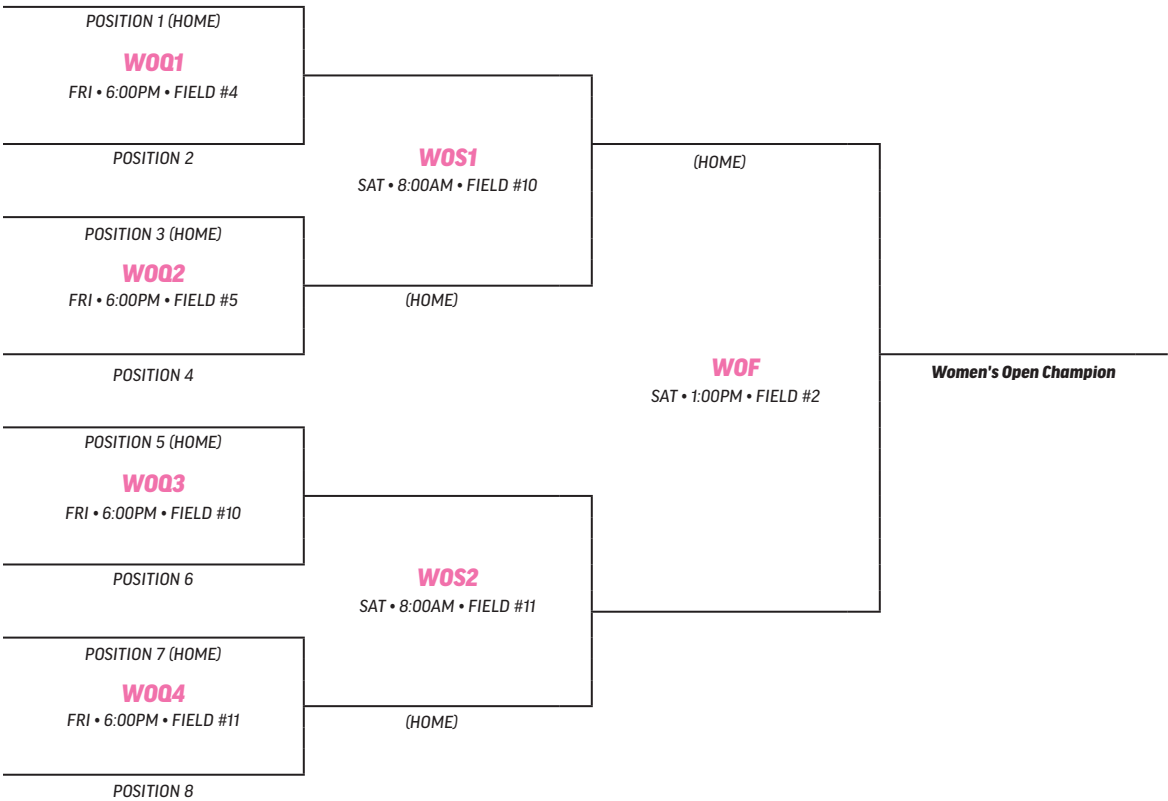 POSITION 1 (HOME)
WOQ1
FRI • 6:00PM • FIELD #4
POSITION 2
WOS1
SAT • 8:00AM • FIELD #10
(HOME)
POSITION 3 (HOME)
WOQ2
FRI • 6:00PM • FIELD #5
(HOME)
POSITION 4
WOF
SAT • 1:00PM • FIELD #2
Women's Open Champion
POSITION 5 (HOME)
WOQ3
FRI • 6:00PM • FIELD #10
POSITION 6
WOS2
SAT • 8:00AM • FIELD #11
POSITION 7 (HOME)
WOQ4
FRI • 6:00PM • FIELD #11
(HOME)
POSITION 8